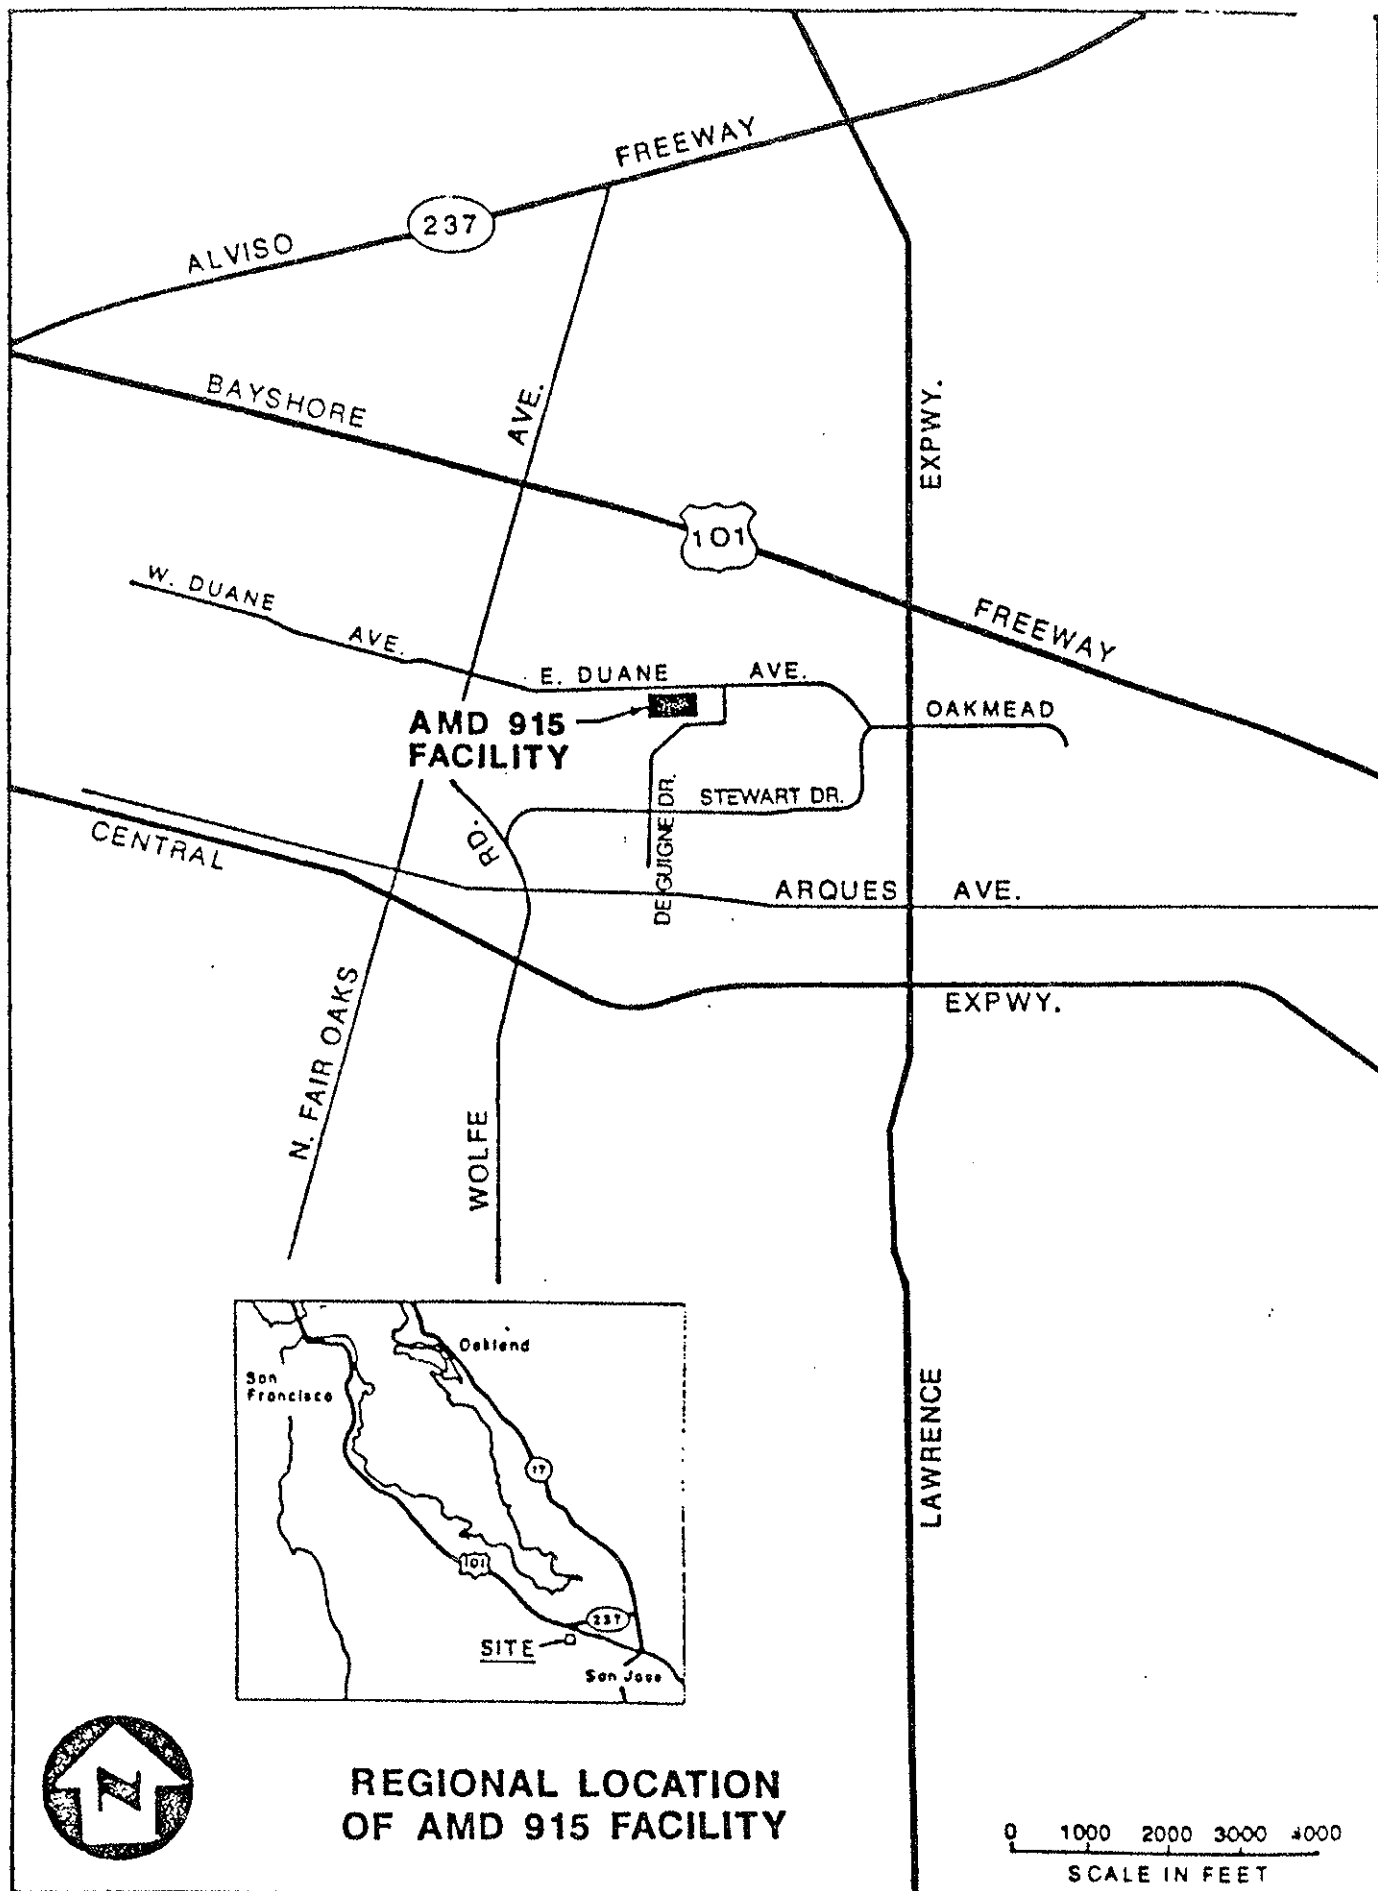 FREEWAY
237
ALVISO
BAYSHORE
AVE.
EXPWY.
101
FREEWAY
W. DUANE
AVE.
E. DUANE AVE.
OAKMEAD
AMD 915
FACILITY
STEWART DR.
DE GUIGNE DR.
RD.
CENTRAL
ARQUES AVE.
EXPWY.
N. FAIR OAKS
WOLFE
LAWRENCE
Oakland
San
Francisco
17
101
237
SITE
San Jose
N
REGIONAL LOCATION
OF AMD 915 FACILITY
0 1000 2000 3000 4000
SCALE IN FEET